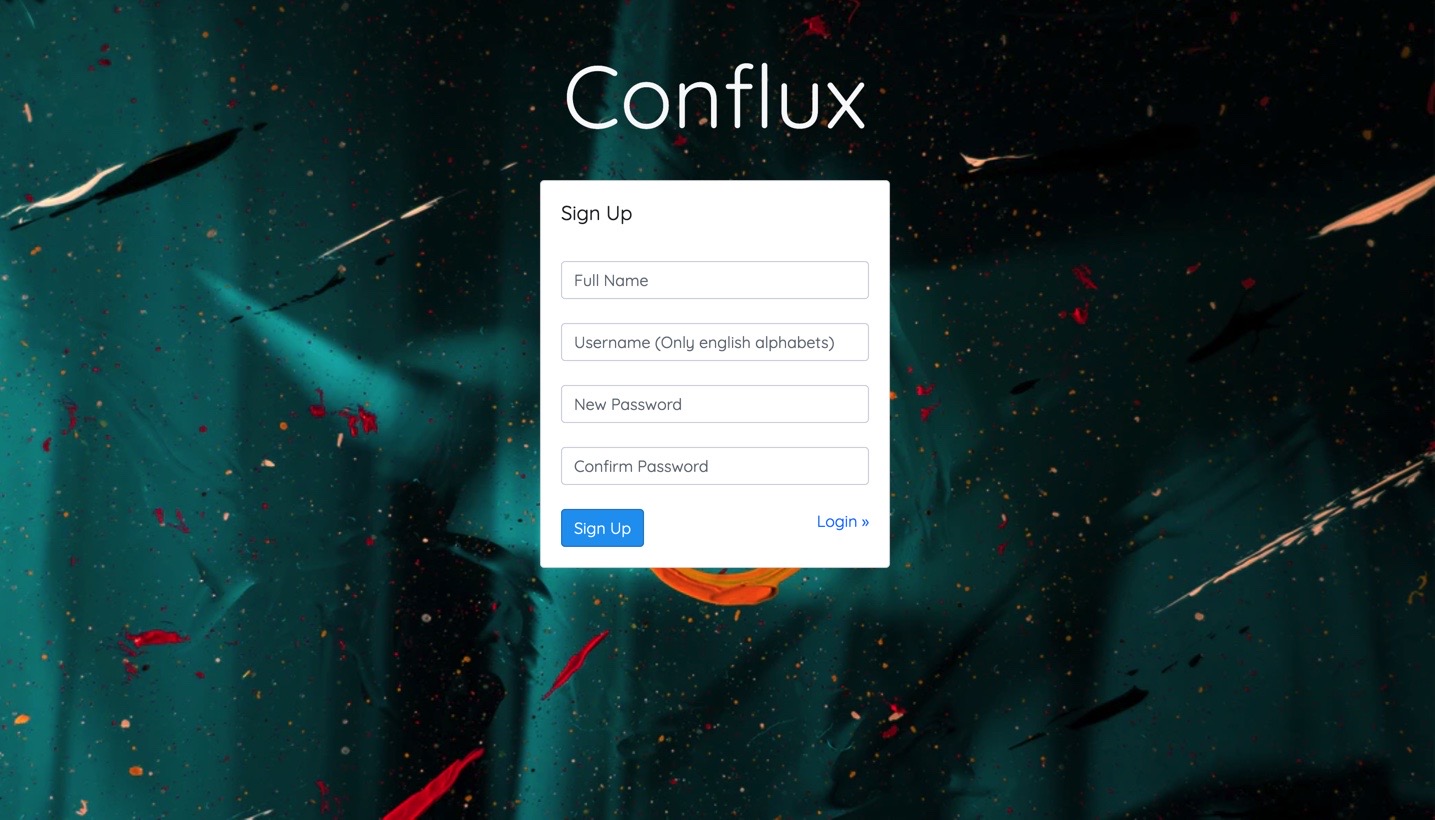 Conflux
Sign Up
Full Name
Username (Only english alphabets)
New Password
Confirm Password
Sign Up
Login »